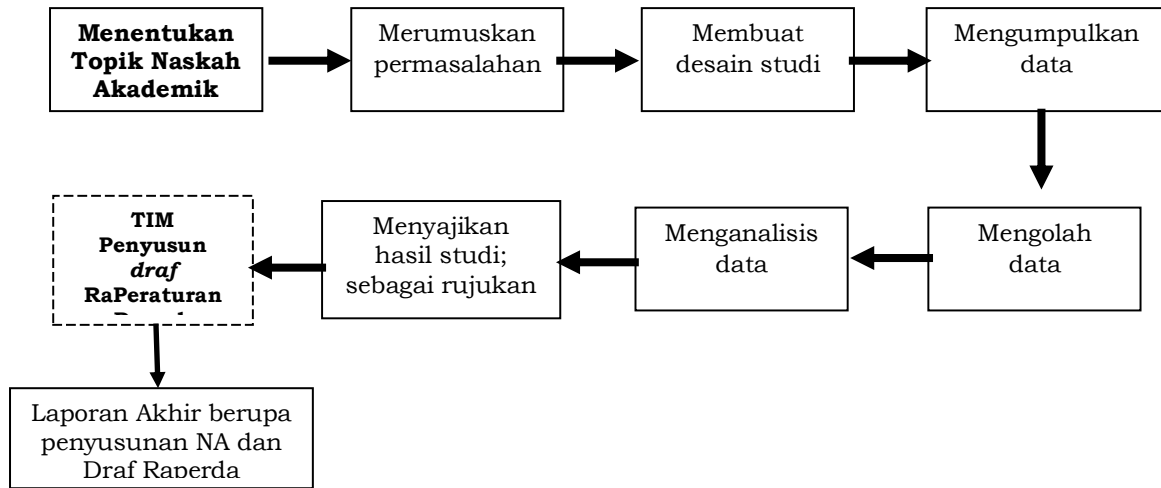 Menentukan
Topik Naskah
Akademik
Merumuskan
permasalahan
Membuat
desain studi
Mengumpulkan
data
TIM
Penyusun
draf
RaPeraturan
Menyajikan
hasil studi;
sebagai rujukan
Menganalisis
data
Mengolah
data
Laporan Akhir berupa
penyusunan NA dan
Draf Raperda